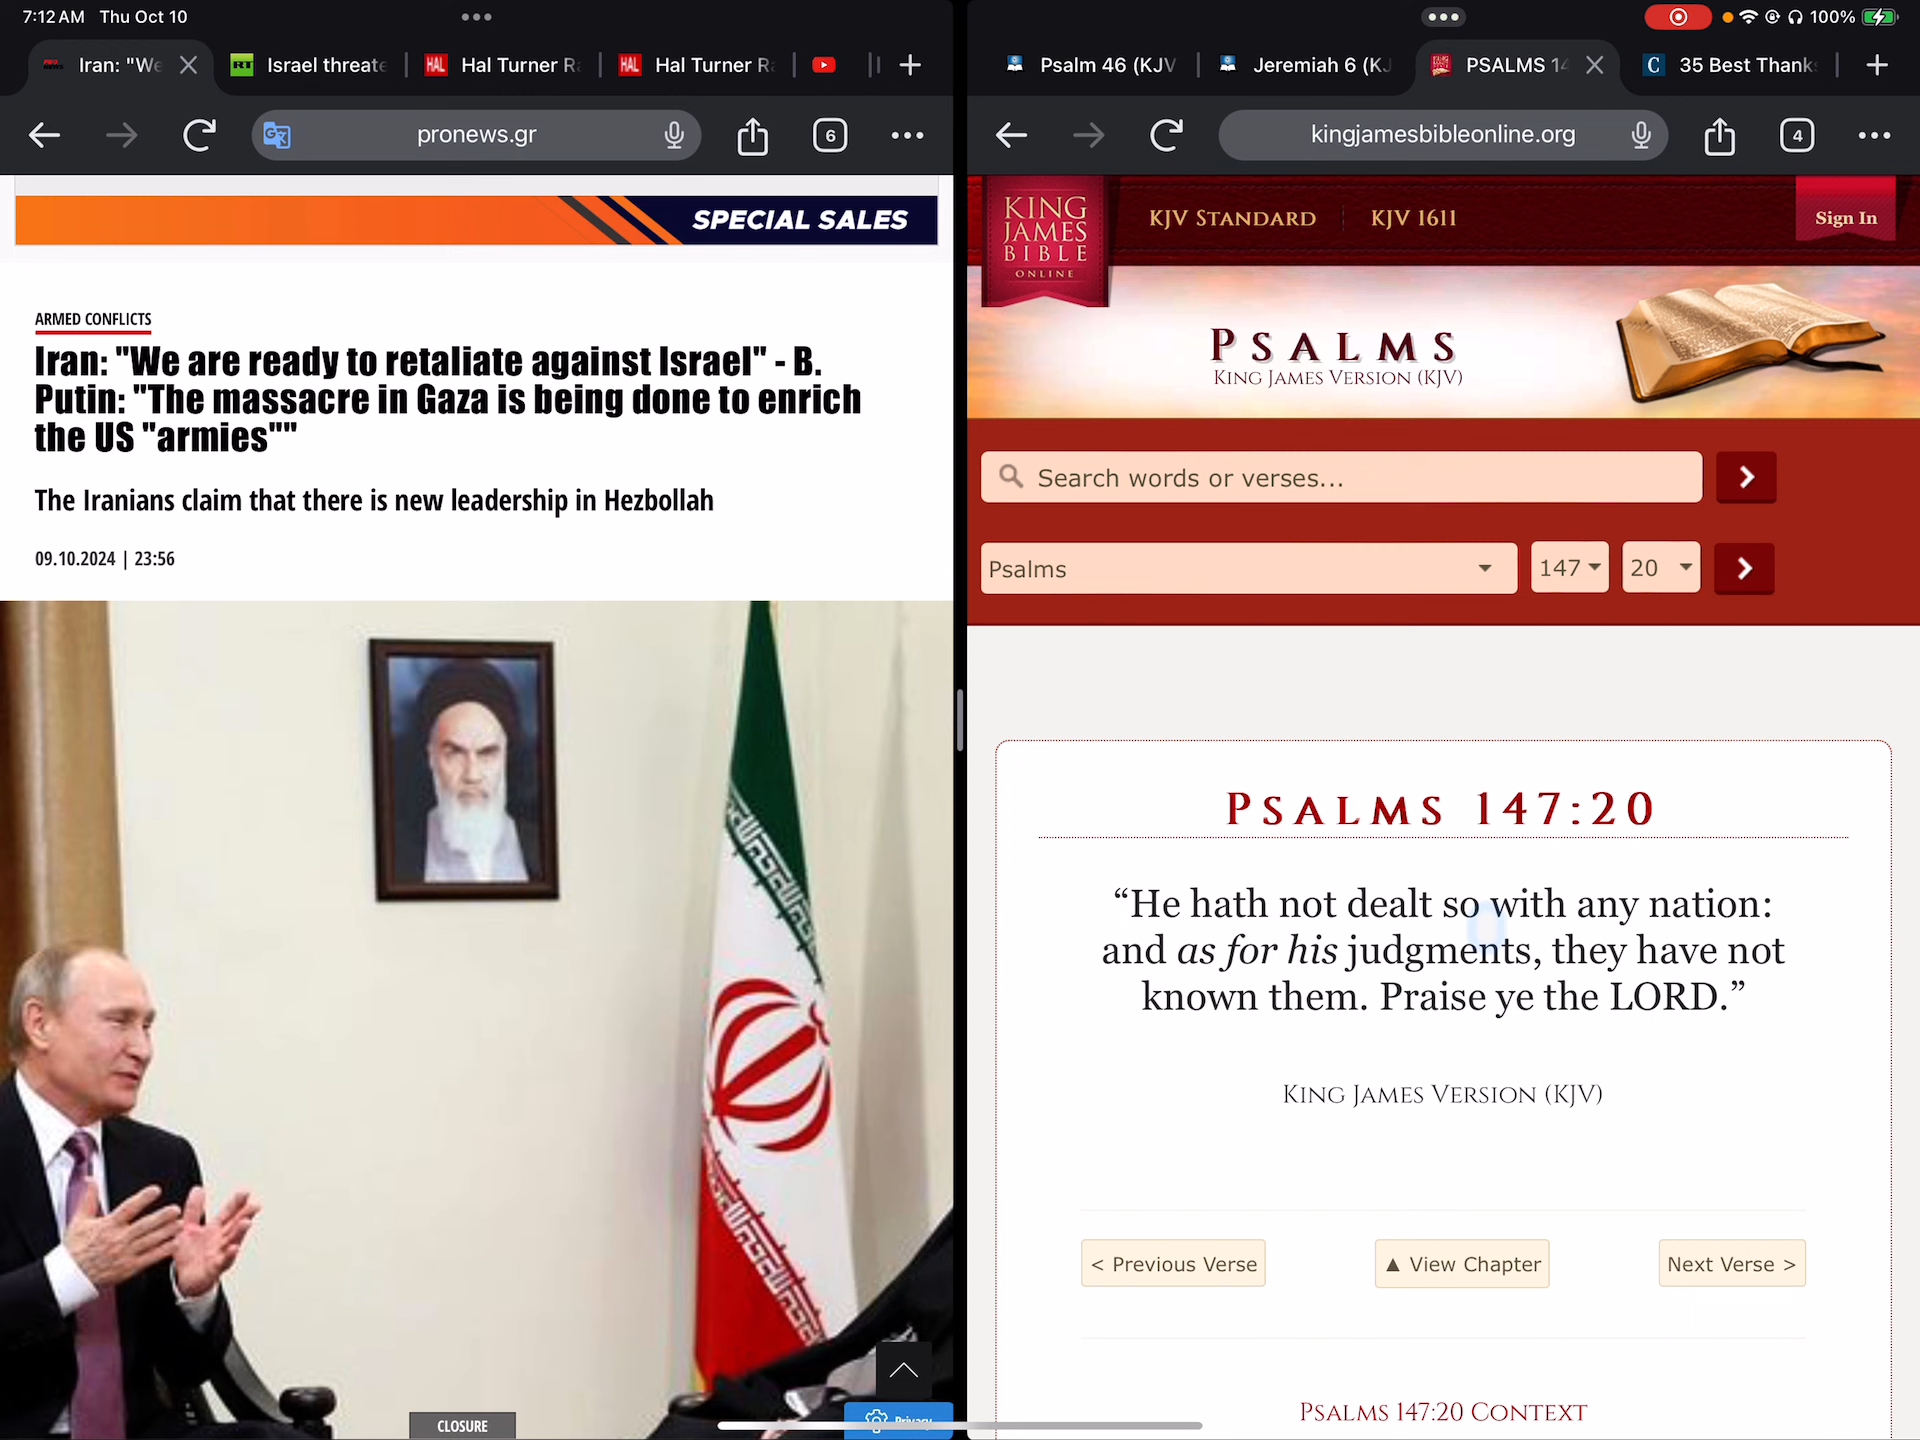 7:12 AM Thu Oct 10
100%
Iran: "We
RT
Israel threate
HAL
Hal Turner Ra
HAL
Hal Turner Ra
pronews.gr
6
SPECIAL SALES
ARMED CONFLICTS
Iran: "We are ready to retaliate against Israel" - B.
Putin: "The massacre in Gaza is being done to enrich
the US "armies""
The Iranians claim that there is new leadership in Hezbollah
09.10.2024 | 23:56
CLOSURE
Privacy
Psalm 46 (KJV
Jeremiah 6 (KJ
PSALMS 14
C
35 Best Thank
kingjamesbibleonline.org
4
KING
JAMES
BIBLE
ONLINE
KJV STANDARD
KJV 1611
Sign In
PSALMS
KING JAMES VERSION (KJV)
Search words or verses...
Psalms
147
20
PSALMS 147:20
“He hath not dealt so with any nation:
and as for his judgments, they have not
known them. Praise ye the LORD.”
KING JAMES VERSION (KJV)
< Previous Verse
▲ View Chapter
Next Verse >
PSALMS 147:20 CONTEXT